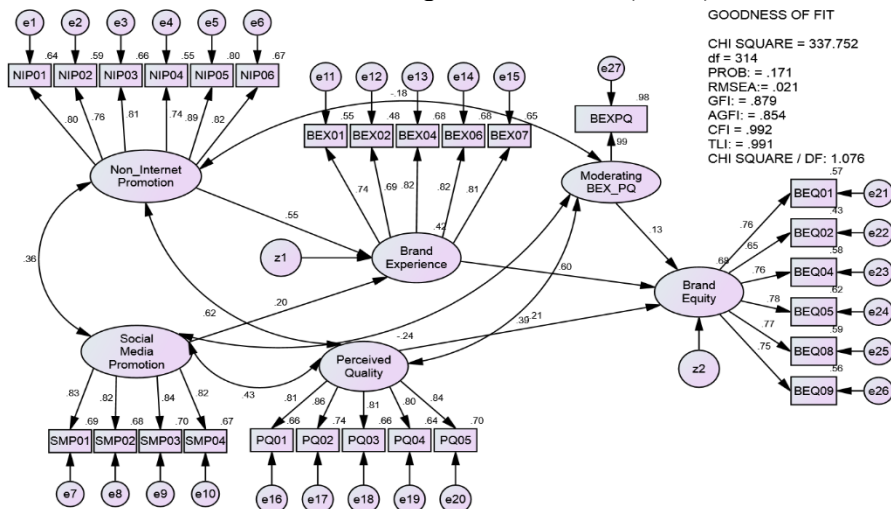 GOODNESS OF FIT
CHI SQUARE = 337.752
df = 314
PROB: = .171
RMSEA:= .021
GFI: = .879
AGFI: = .854
CFI: = .992
TLI: = .991
CHI SQUARE / DF: 1.076
e1 e2 e3 e4 e5 e6
.64 .59 .66 .55 .80 .67
NIP01 NIP02 NIP03 NIP04 NIP05 NIP06
.80 .76 .81 .74 .89 .82
Non_Internet
Promotion
e11 e12 e13 e14 e15
.55 .48 .68 .68 .65
BEX01 BEX02 BEX04 BEX06 BEX07
.74 .69 .82 .82 .81
-.18
e27
.98
BEXPQ
.99
Moderating
BEX_PQ
.55
.42
z1
Brand
Experience
.13
.60
.36
.20
.62
-.24
.39
.21
.43
Social
Media
Promotion
.83 .82 .84 .82
.69 .68 .70 .67
SMP01 SMP02 SMP03 SMP04
e7 e8 e9 e10
Perceived
Quality
.81 .86 .81 .80 .84
.66 .74 .66 .64 .70
PQ01 PQ02 PQ03 PQ04 PQ05
e16 e17 e18 e19 e20
.68
Brand
Equity
z2
.76 .65 .76 .78 .77 .75
.57
BEQ01 e21
.43
BEQ02 e22
.58
BEQ04 e23
.62
BEQ05 e24
.59
BEQ08 e25
.56
BEQ09 e26